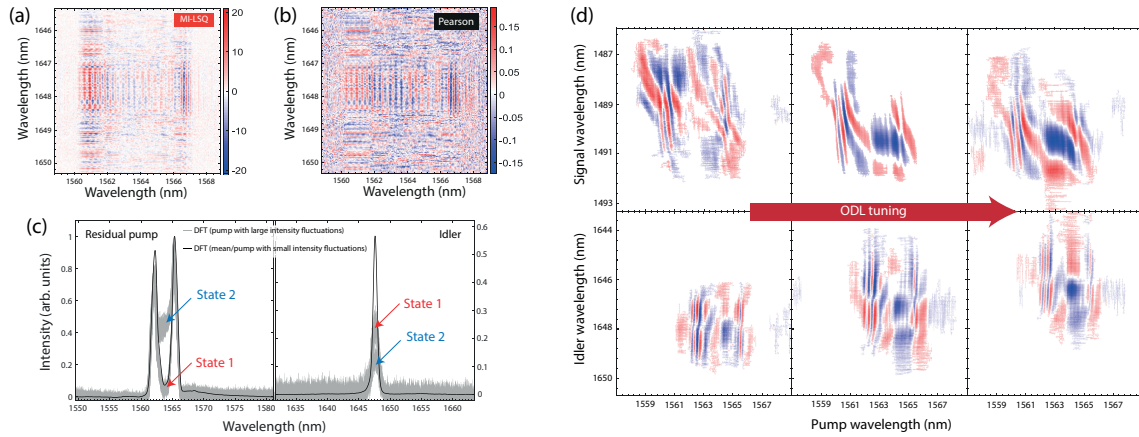 (a)
MI-LSQ
Wavelength (nm)
1646
1647
1648
1649
1650
1560 1562 1564 1566 1568
Wavelength (nm)
20
10
0
-10
-20
(b)
Pearson
Wavelength (nm)
1646
1647
1648
1649
1650
1560 1562 1564 1566 1568
Wavelength (nm)
0.15
0.1
0.05
0
-0.05
-0.1
-0.15
(c)
Residual pump
DFT (pump with large intensity fluctuations)
DFT (mean/pump with small intensity fluctuations)
Idler
State 2
State 1
State 1
State 2
Intensity (arb. units)
1
0.8
0.6
0.4
0.2
0
0.6
0.5
0.4
0.3
0.2
0.1
0
1550 1560 1565 1570 1580
1630 1640 1645 1650 1660
Wavelength (nm)
(d)
Signal wavelength (nm)
1487
1489
1491
1493
ODL tuning
Idler wavelength (nm)
1644
1646
1648
1650
1559 1561 1563 1565 1567
1559 1561 1563 1565 1567
1559 1561 1563 1565 1567
Pump wavelength (nm)